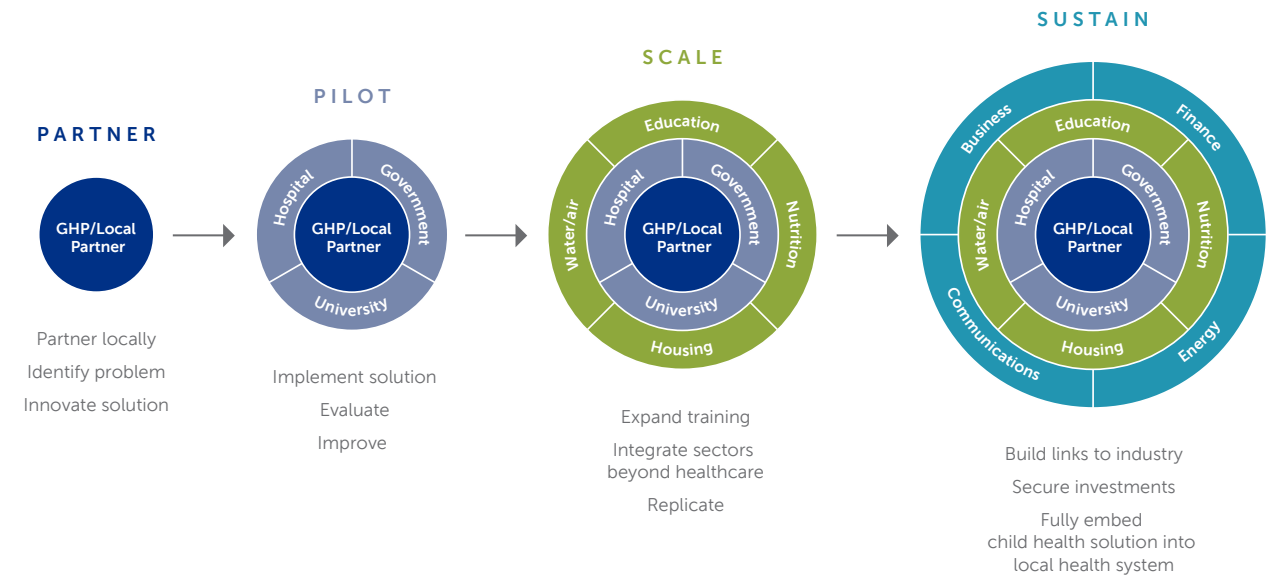 PARTNER
GHP/Local
Partner
Partner locally
Identify problem
Innovate solution
PILOT
Hospital
Government
University
GHP/Local
Partner
Implement solution
Evaluate
Improve
SCALE
Education
Water/air
Nutrition
Housing
Hospital
Government
University
GHP/Local
Partner
Expand training
Integrate sectors
beyond healthcare
Replicate
SUSTAIN
Business
Finance
Communications
Energy
Education
Water/air
Nutrition
Housing
Hospital
Government
University
GHP/Local
Partner
Build links to industry
Secure investments
Fully embed
child health solution into
local health system